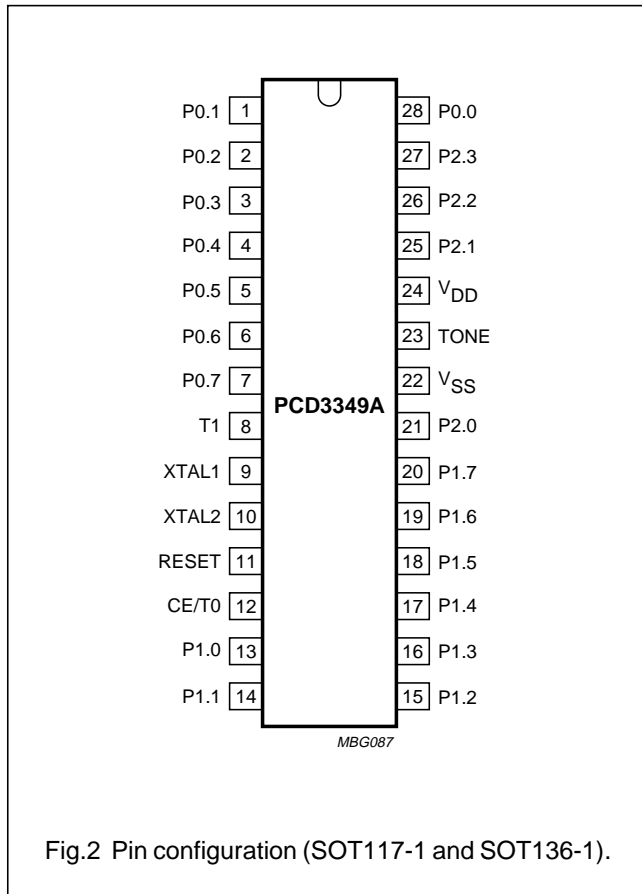 P0.1 1 28 P0.0
P0.2 2 27 P2.3
P0.3 3 26 P2.2
P0.4 4 25 P2.1
P0.5 5 24 VDD
P0.6 6 23 TONE
P0.7 7 22 VSS
PCD3349A
T1 8 21 P2.0
XTAL1 9 20 P1.7
XTAL2 10 19 P1.6
RESET 11 18 P1.5
CE/T0 12 17 P1.4
P1.0 13 16 P1.3
P1.1 14 15 P1.2
MBG087
Fig.2 Pin configuration (SOT117-1 and SOT136-1).